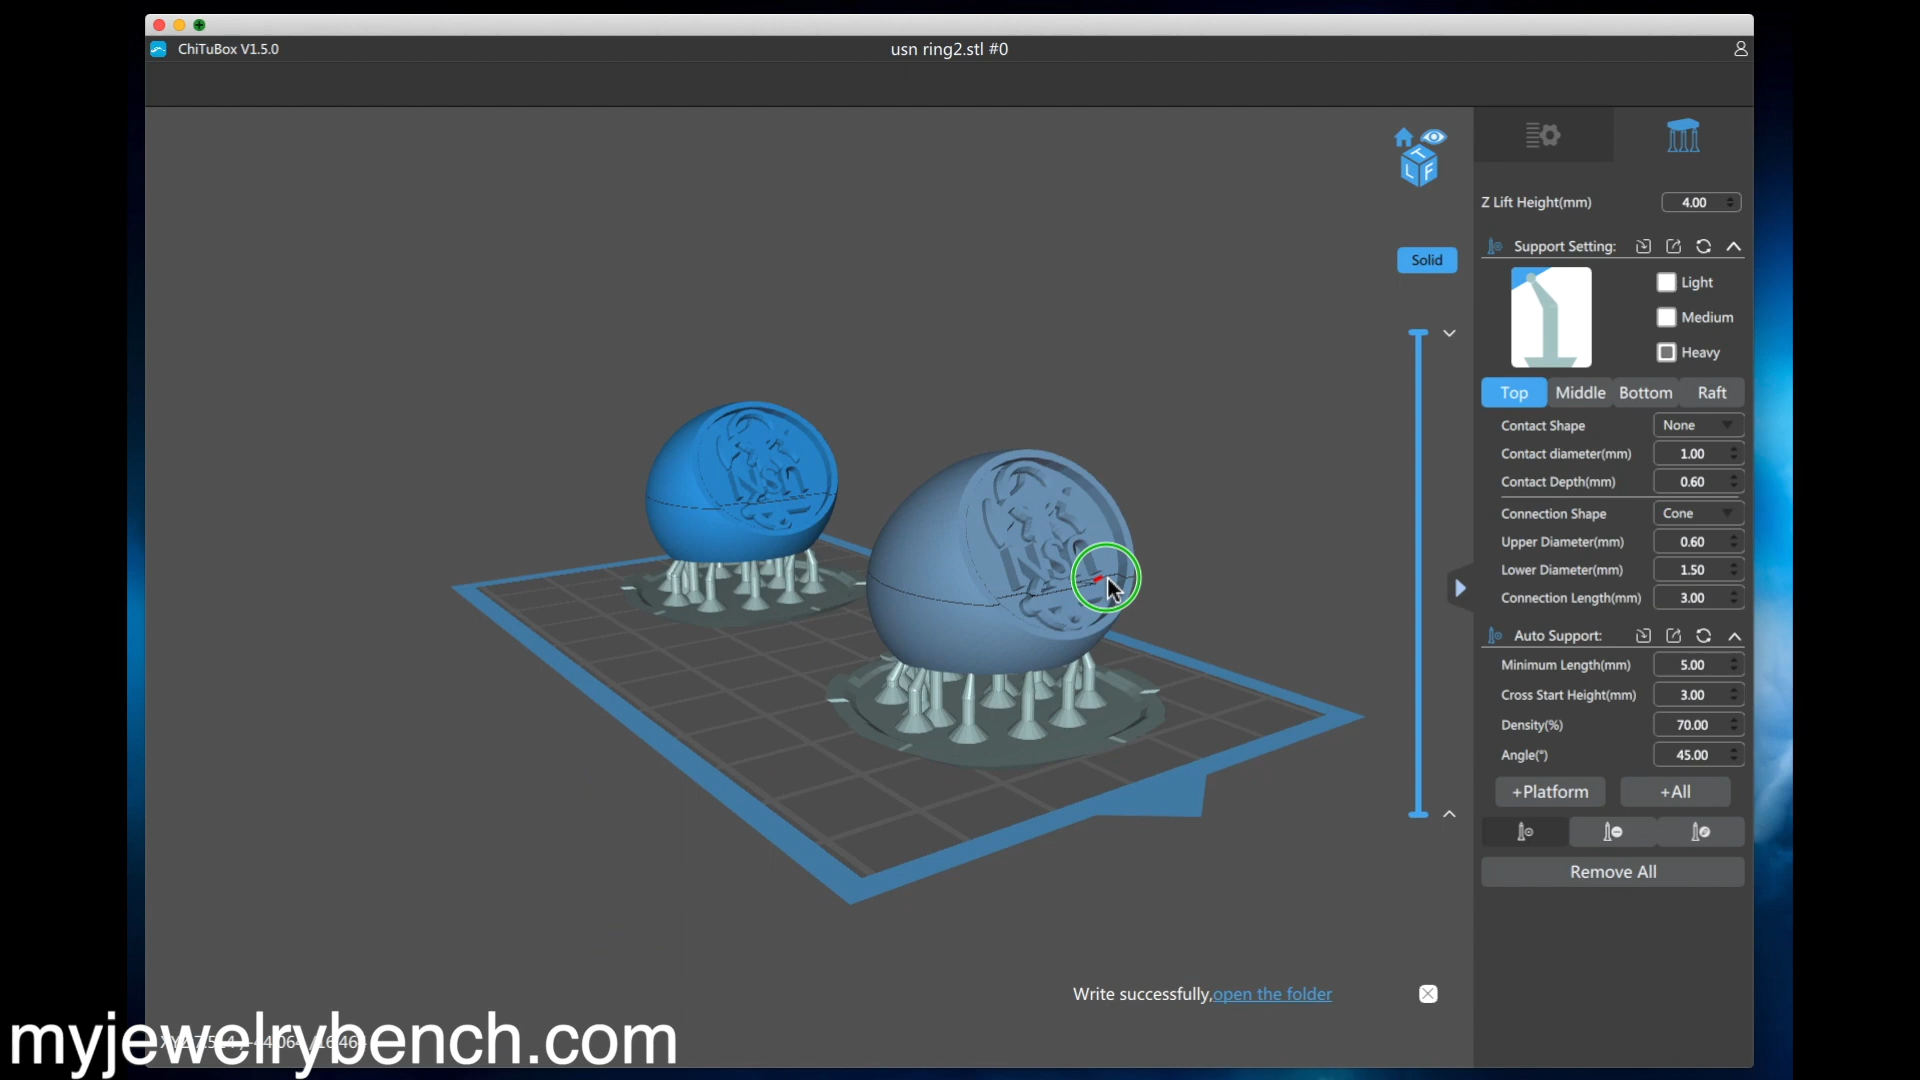 ChiTuBox V1.5.0
usn ring2.stl #0
T
L F
Solid
Z Lift Height(mm) 4.00
Support Setting:
Light
Medium
Heavy
Top Middle Bottom Raft
Contact Shape None
Contact diameter(mm) 1.00
Contact Depth(mm) 0.60
Connection Shape Cone
Upper Diameter(mm) 0.60
Lower Diameter(mm) 1.50
Connection Length(mm) 3.00
Auto Support:
Minimum Length(mm) 5.00
Cross Start Height(mm) 3.00
Density(%) 70.00
Angle(°) 45.00
+Platform +All
Remove All
Write successfully,open the folder
myjewelrybench.com